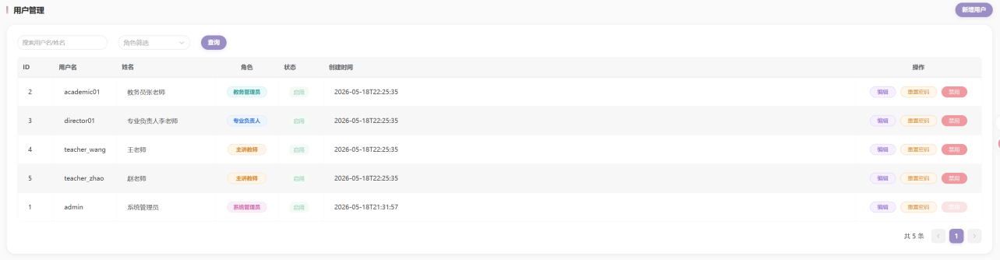 用户管理 新增用户
搜索用户名/姓名 角色筛选 查询
ID 用户名 姓名 角色 状态 创建时间 操作
2 academic01 教务员张老师 教务管理员 启用 2026-05-18T22:25:35 编辑 重置密码 禁用
3 director01 专业负责人李老师 专业负责人 启用 2026-05-18T22:25:35 编辑 重置密码 禁用
4 teacher_wang 王老师 主讲教师 启用 2026-05-18T22:25:35 编辑 重置密码 禁用
5 teacher_zhao 赵老师 主讲教师 启用 2026-05-18T22:25:35 编辑 重置密码 禁用
1 admin 系统管理员 系统管理员 启用 2026-05-18T21:31:57 编辑 重置密码 禁用
共 5 条 1